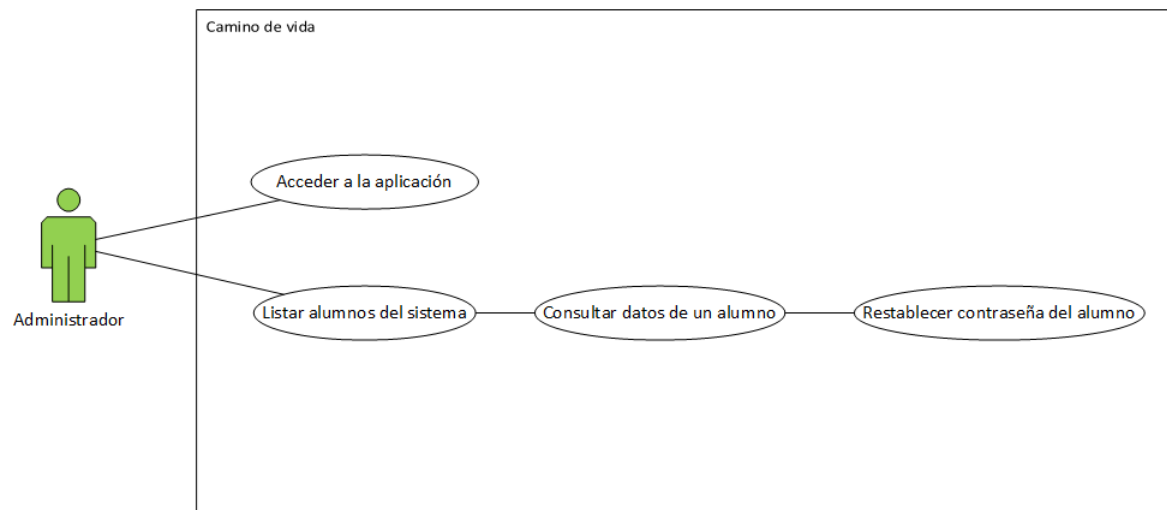 Camino de vida
Acceder a la aplicación
Administrador
Listar alumnos del sistema
Consultar datos de un alumno
Restablecer contraseña del alumno